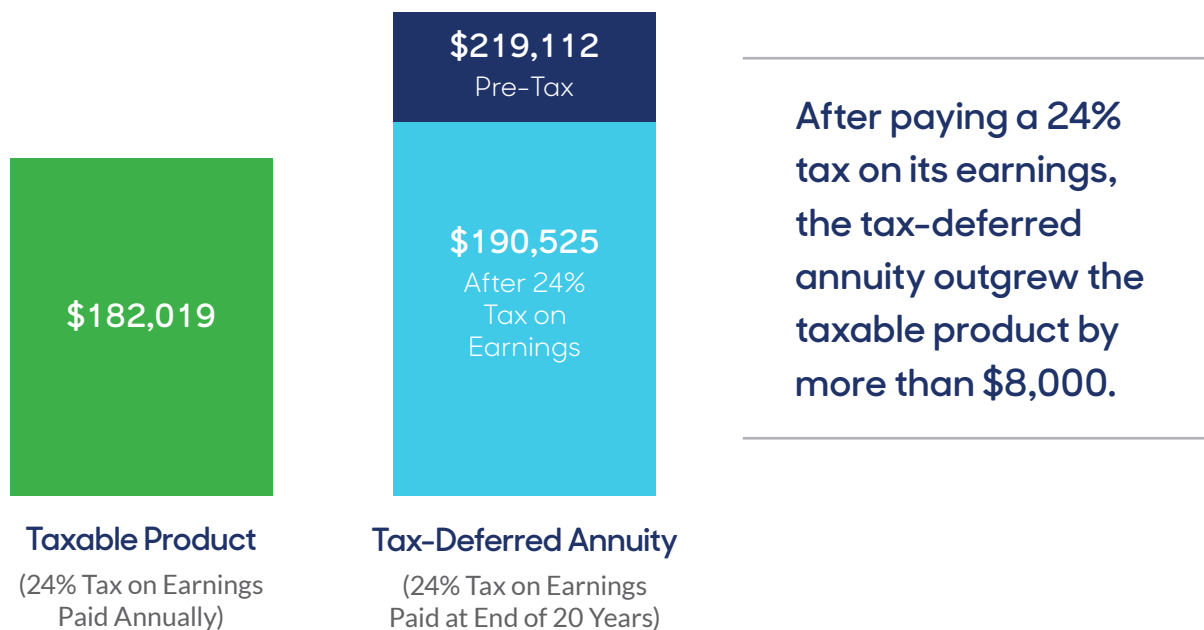 $182,019
Taxable Product
(24% Tax on Earnings
Paid Annually)
$219,112
Pre-Tax
$190,525
After 24%
Tax on
Earnings
Tax-Deferred Annuity
(24% Tax on Earnings
Paid at End of 20 Years)
After paying a 24%
tax on its earnings,
the tax-deferred
annuity outgrew the
taxable product by
more than $8,000.